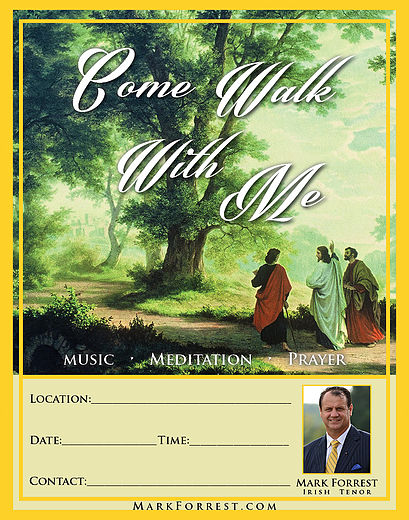 Come Walk
With Me
MUSIC · MEDITATION · PRAYER
LOCATION:
DATE: TIME:
CONTACT:
MARK FORREST
IRISH TENOR
MARKFORREST.COM